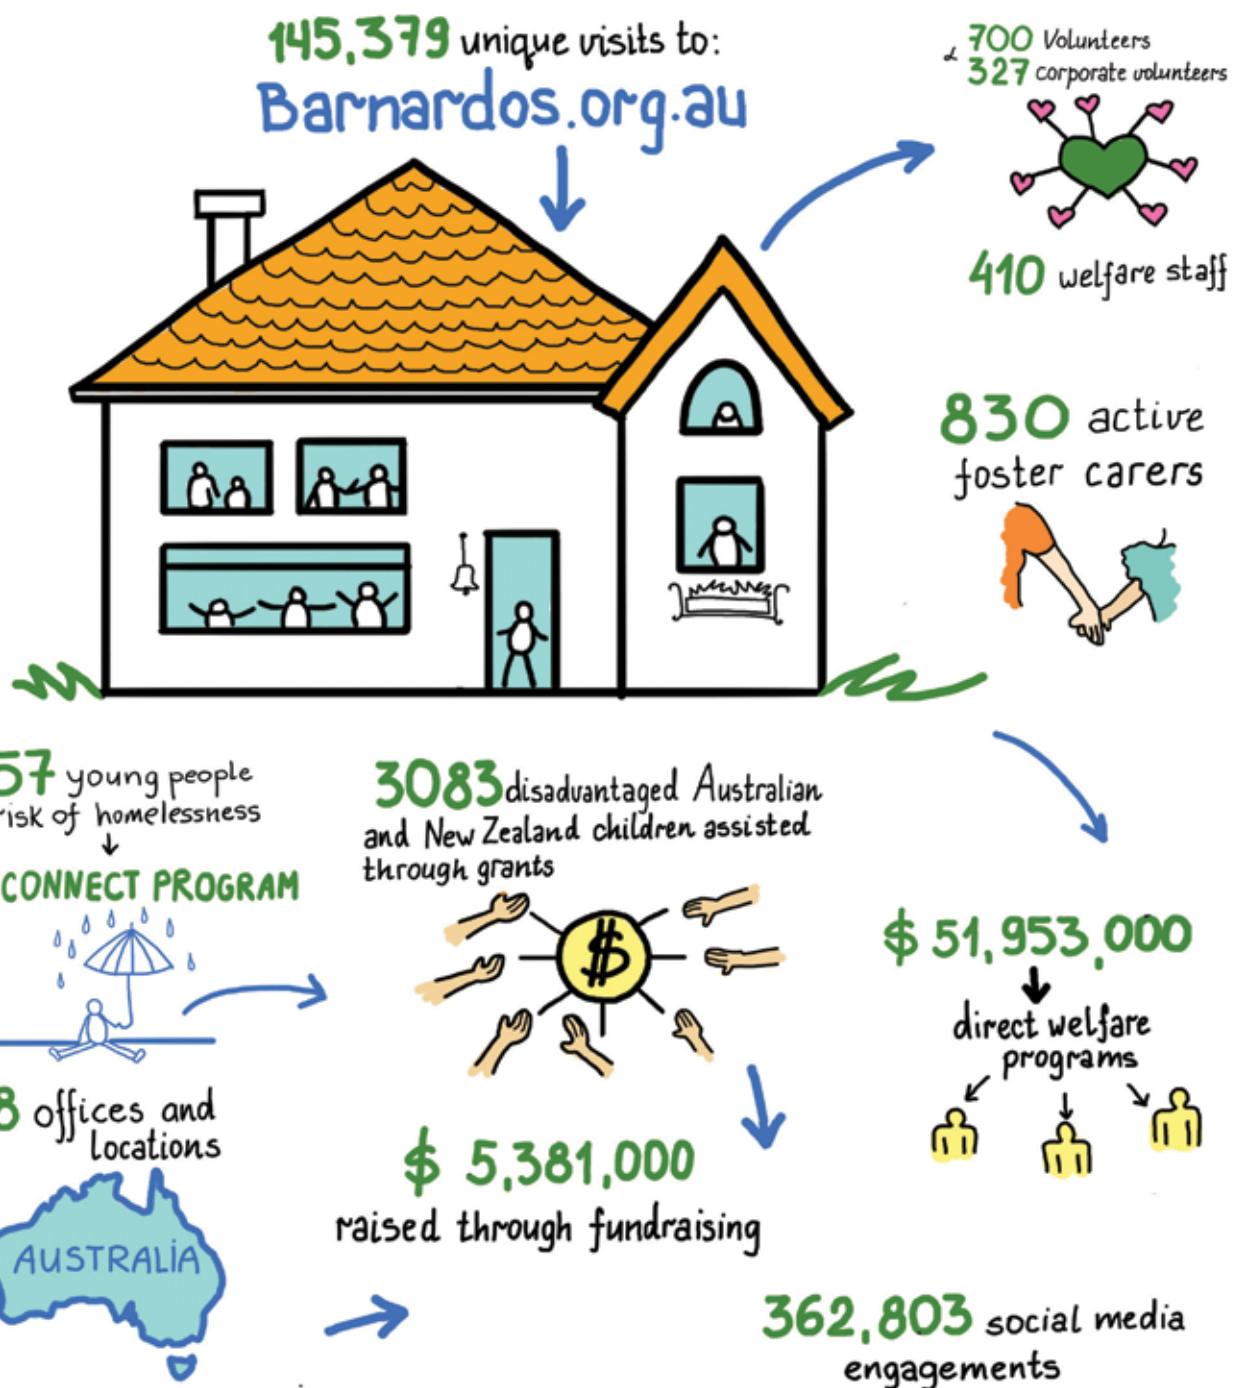 145,379 unique visits to:
Barnardos.org.au
700 Volunteers
& 327 corporate volunteers
410 welfare staff
830 active
foster carers
57 young people
risk of homelessness
CONNECT PROGRAM
3083 disadvantaged Australian
and New Zealand children assisted
through grants
$ 51,953,000
direct welfare
programs
8 offices and
locations
AUSTRALIA
$ 5,381,000
raised through fundraising
362,803 social media
engagements